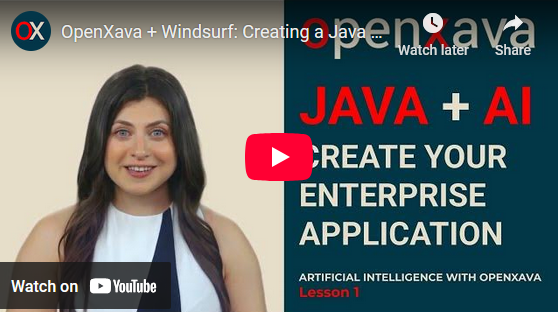 OX
OpenXava + Windsurf: Creating a Java ...
openxava
Watch later
Share
JAVA + AI
CREATE YOUR
ENTERPRISE
APPLICATION
ARTIFICIAL INTELLIGENCE WITH OPENXAVA
Lesson 1
Watch on YouTube